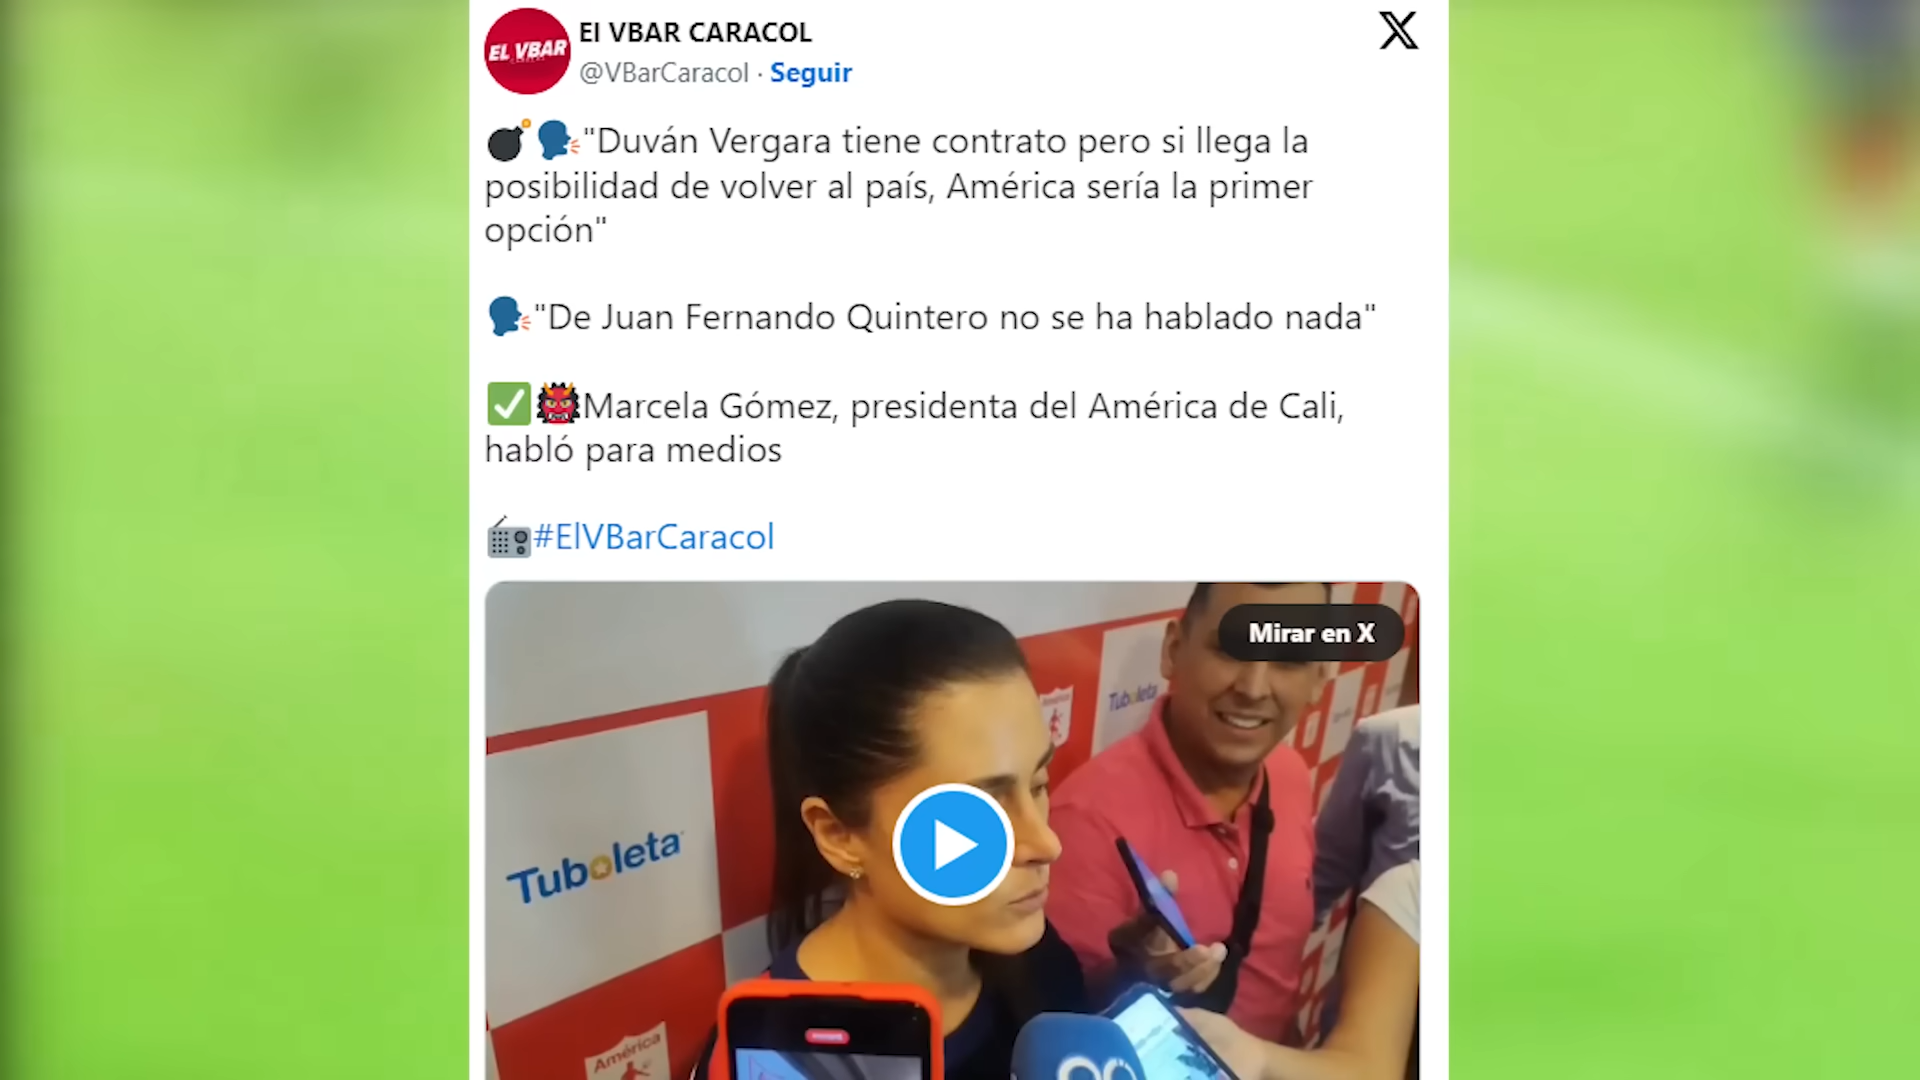 EL VBAR
El VBAR CARACOL
@VBarCaracol · Seguir
💣🗣️"Duván Vergara tiene contrato pero si llega la
posibilidad de volver al país, América sería la primer
opción"
🗣️"De Juan Fernando Quintero no se ha hablado nada"
✅👹Marcela Gómez, presidenta del América de Cali,
habló para medios
📻#ElVBarCaracol
Mirar en X
Tuboleta
Tuboleta
América